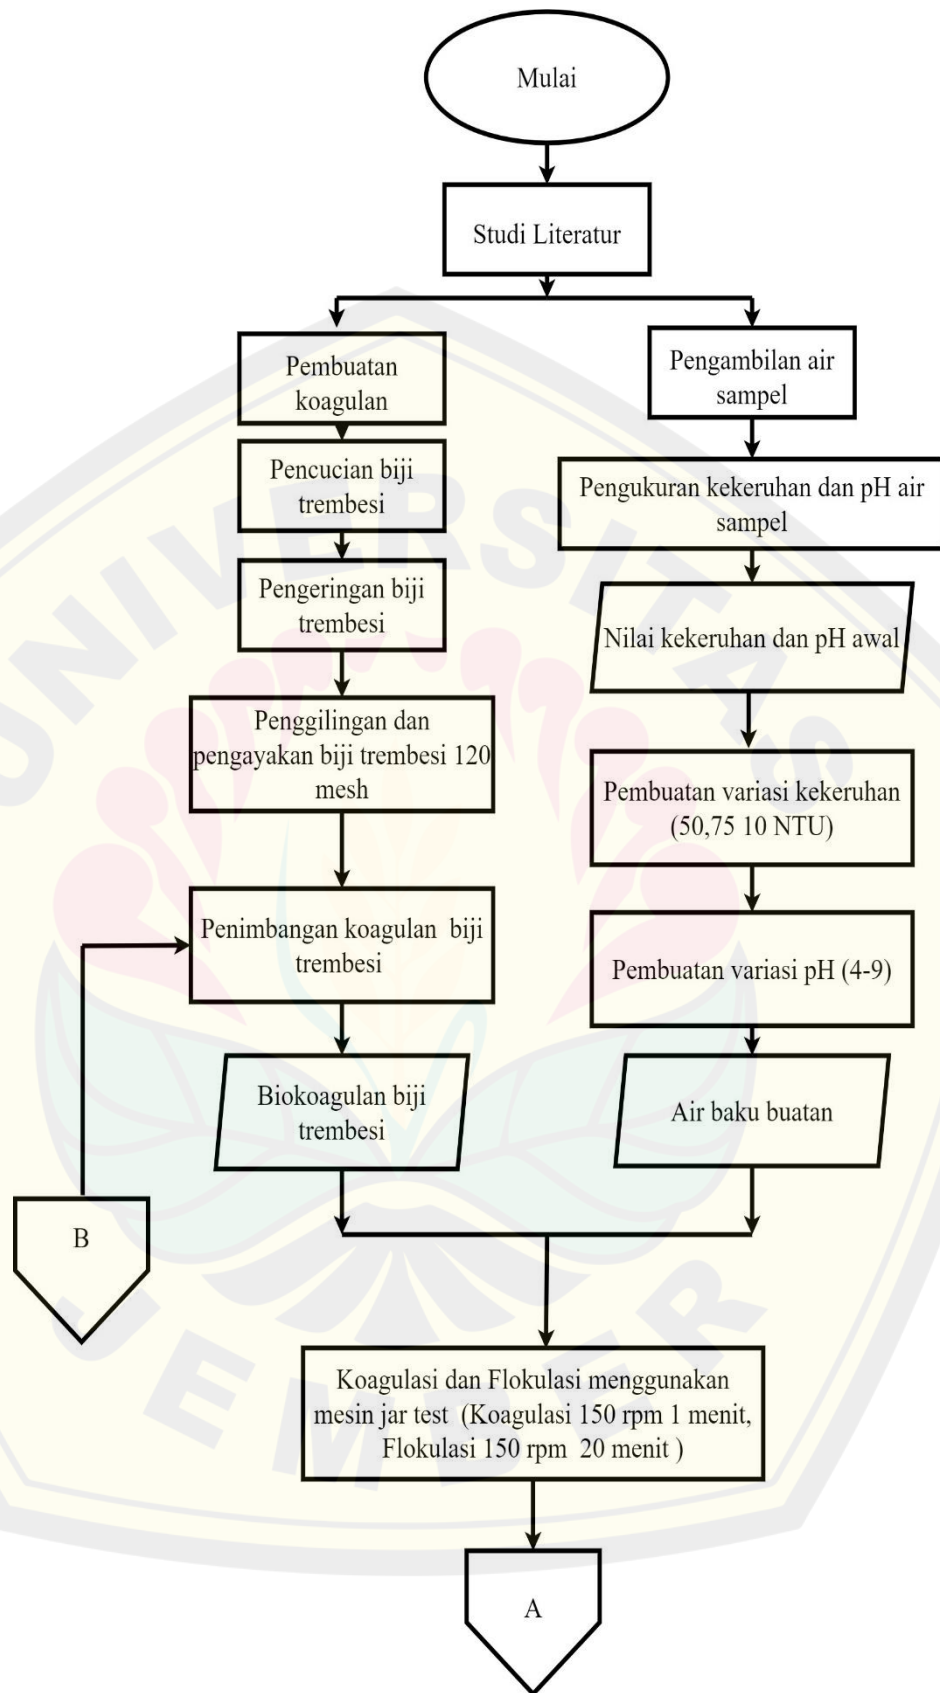 Mulai
Studi Literatur
Pembuatan
koagulan
Pencucian biji
trembesi
Pengeringan biji
trembesi
Penggilingan dan
pengayakan biji trembesi 120
mesh
Penimbangan koagulan biji
trembesi
Biokoagulan biji
trembesi
B
Pengambilan air
sampel
Pengukuran kekeruhan dan pH air
sampel
Nilai kekeruhan dan pH awal
Pembuatan variasi kekeruhan
(50,75 10 NTU)
Pembuatan variasi pH (4-9)
Air baku buatan
Koagulasi dan Flokulasi menggunakan
mesin jar test (Koagulasi 150 rpm 1 menit,
Flokulasi 150 rpm 20 menit )
A
UNIVERSITAS
JEMBER